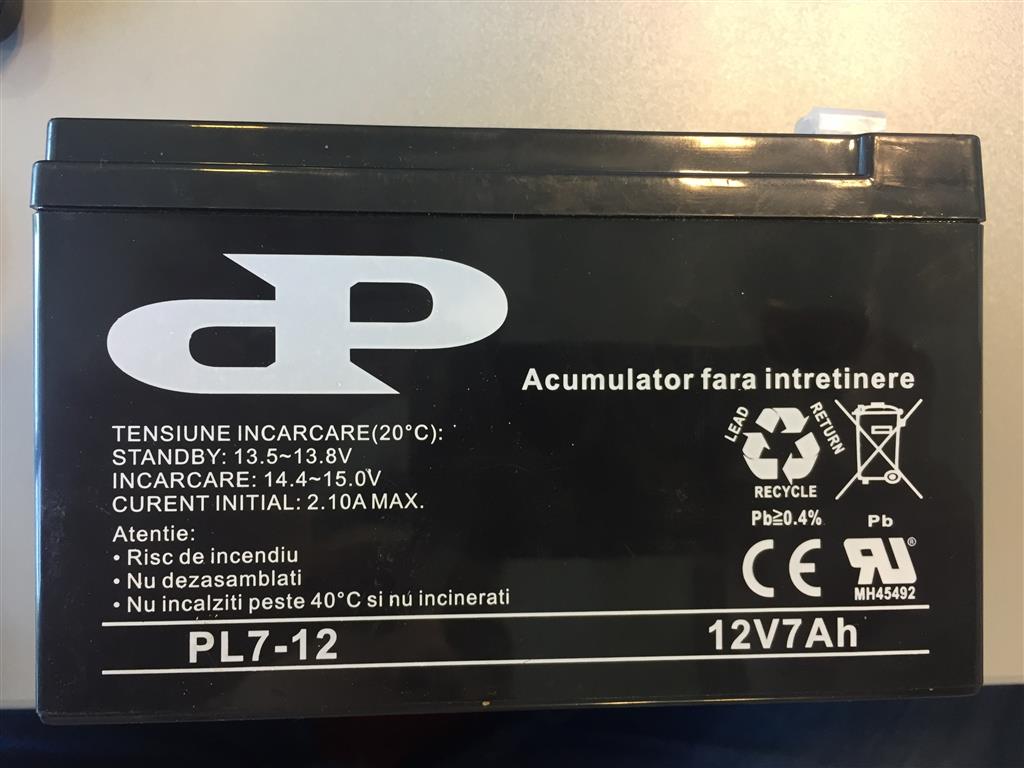 dP
Acumulator fara intretinere
TENSIUNE INCARCARE(20°C):
STANDBY: 13.5~13.8V
INCARCARE: 14.4~15.0V
CURENT INITIAL: 2.10A MAX.
Atentie:
• Risc de incendiu
• Nu dezasamblati
• Nu incalziti peste 40°C si nu incinerati
LEAD
RETURN
RECYCLE
Pb≧0.4%
Pb
CE
RU®
MH45492
PL7-12
12V7Ah